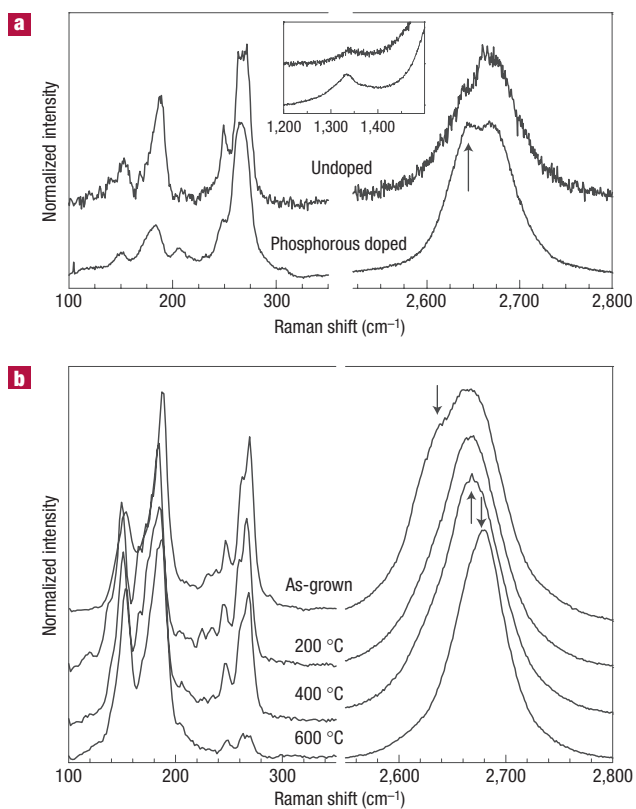 a
Normalized intensity
1,200 1,300 1,400
Undoped
Phosphorous doped
100 200 300 2,600 2,700 2,800
Raman shift (cm–1)
b
Normalized intensity
As-grown
200 °C
400 °C
600 °C
100 200 300 2,600 2,700 2,800
Raman shift (cm–1)